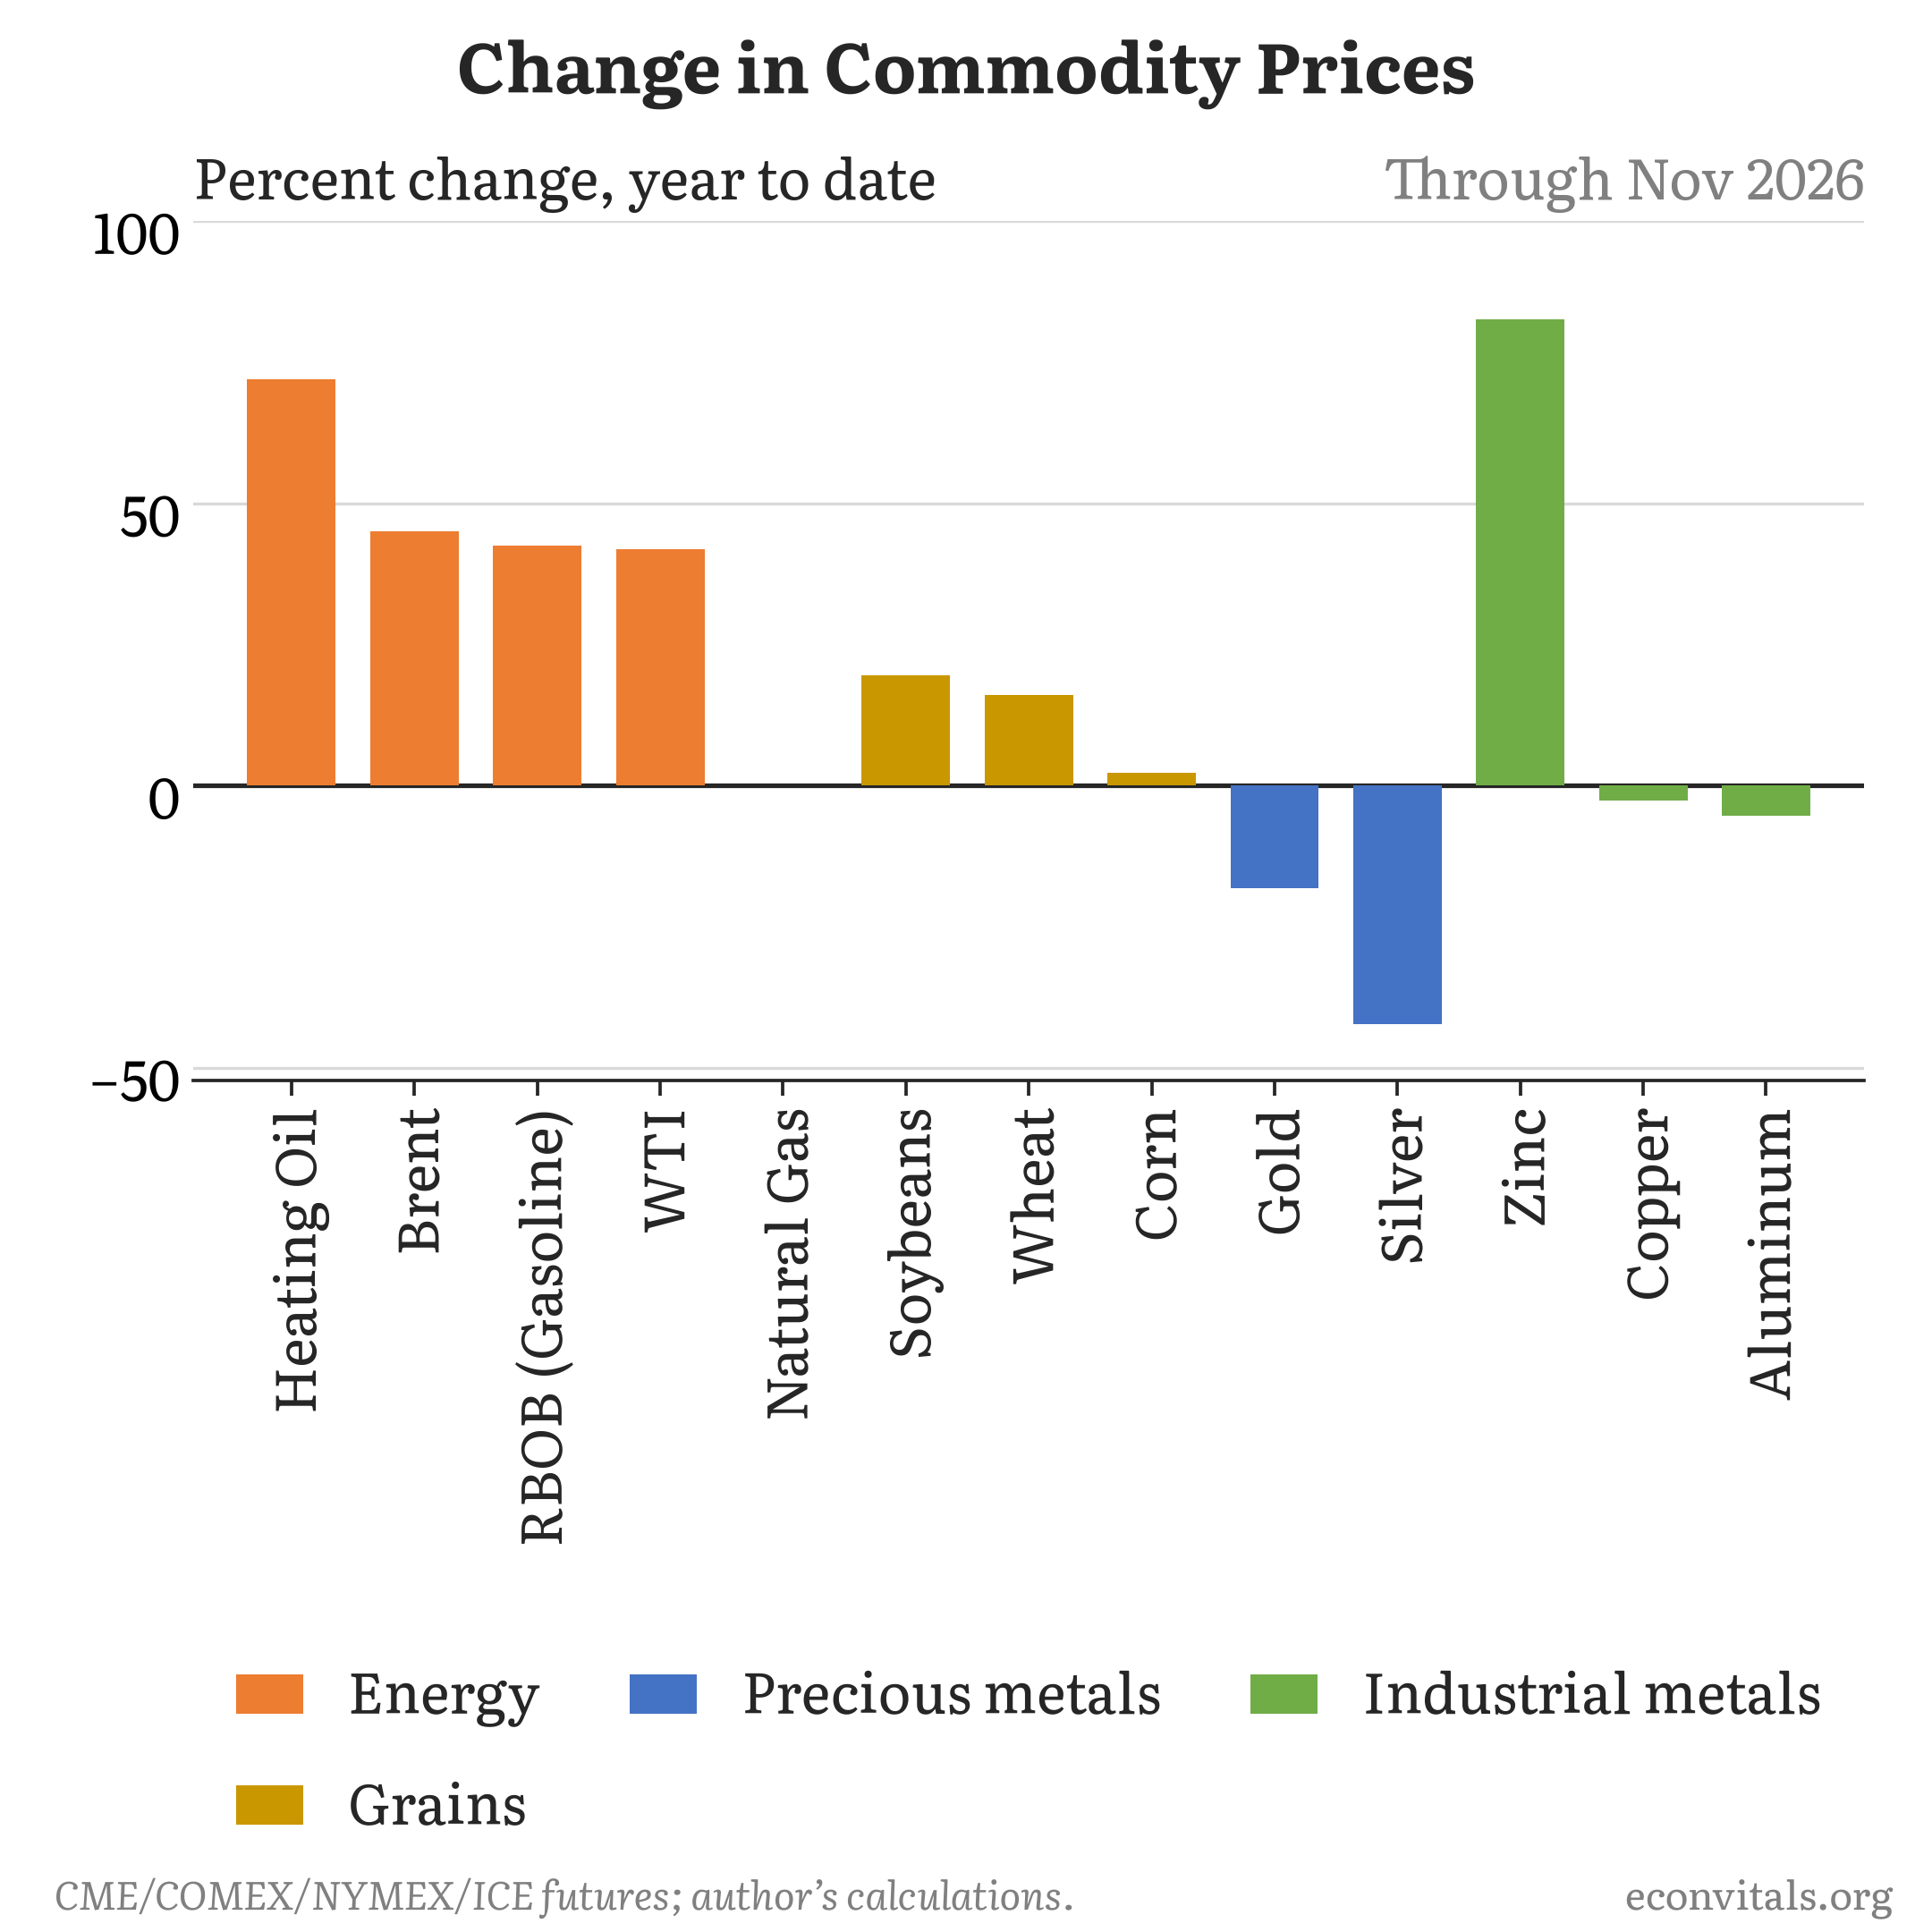 Change in Commodity Prices
Percent change, year to date
Through Nov 2026
100
50
0
−50
Heating Oil
Brent
RBOB (Gasoline)
WTI
Natural Gas
Soybeans
Wheat
Corn
Gold
Silver
Zinc
Copper
Aluminum
Energy
Precious metals
Industrial metals
Grains
CME/COMEX/NYMEX/ICE futures; author’s calculations.
econvitals.org